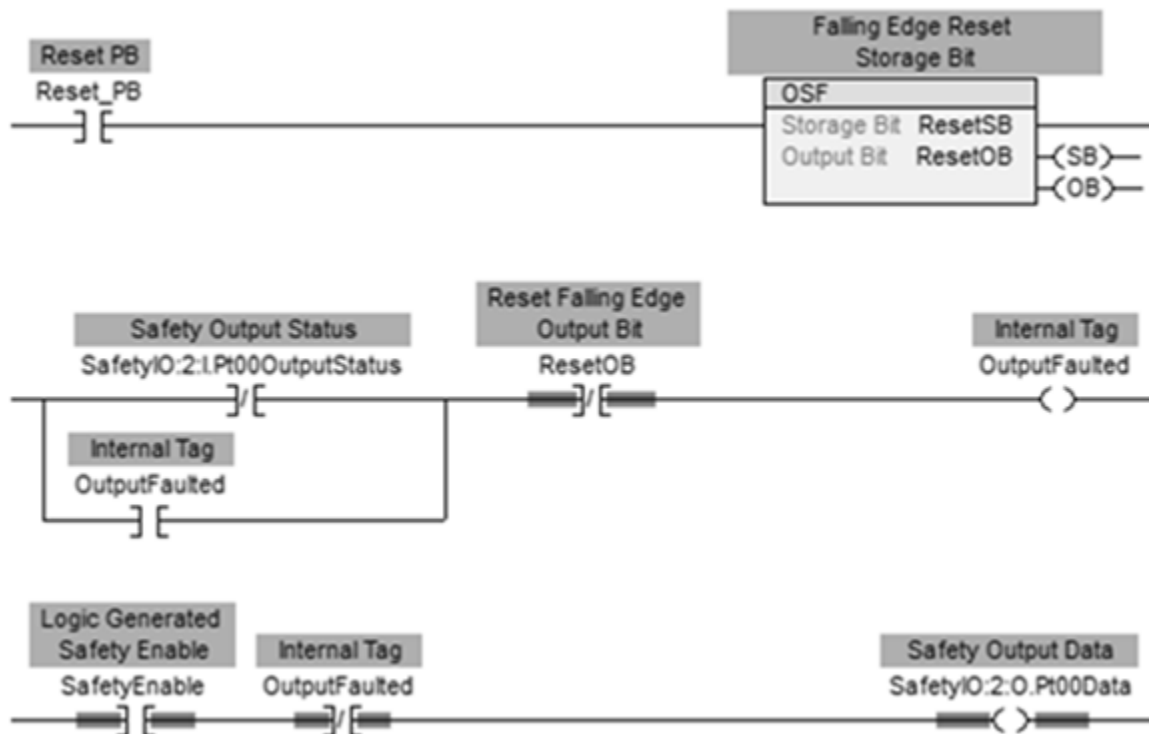 Falling Edge Reset
Storage Bit
Reset PB
Reset_PB
OSF
Storage Bit ResetSB
Output Bit ResetOB
(SB)
(OB)
Reset Falling Edge
Output Bit
ResetOB
Safety Output Status
SafetyIO:2:I.Pt00OutputStatus
Internal Tag
OutputFaulted
Internal Tag
OutputFaulted
Logic Generated
Safety Enable
SafetyEnable
Internal Tag
OutputFaulted
Safety Output Data
SafetyIO:2:O.Pt00Data